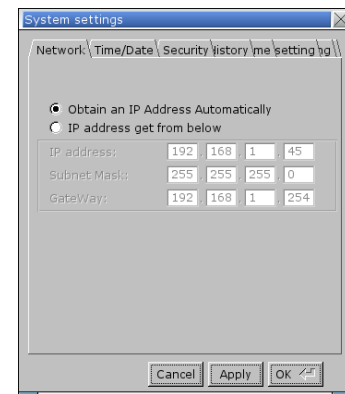 System settings
Network Time/Date Security History me setting ng
Obtain an IP Address Automatically
IP address get from below
IP address: 192 . 168 . 1 . 45
Subnet Mask: 255 . 255 . 255 . 0
GateWay: 192 . 168 . 1 . 254
Cancel Apply OK